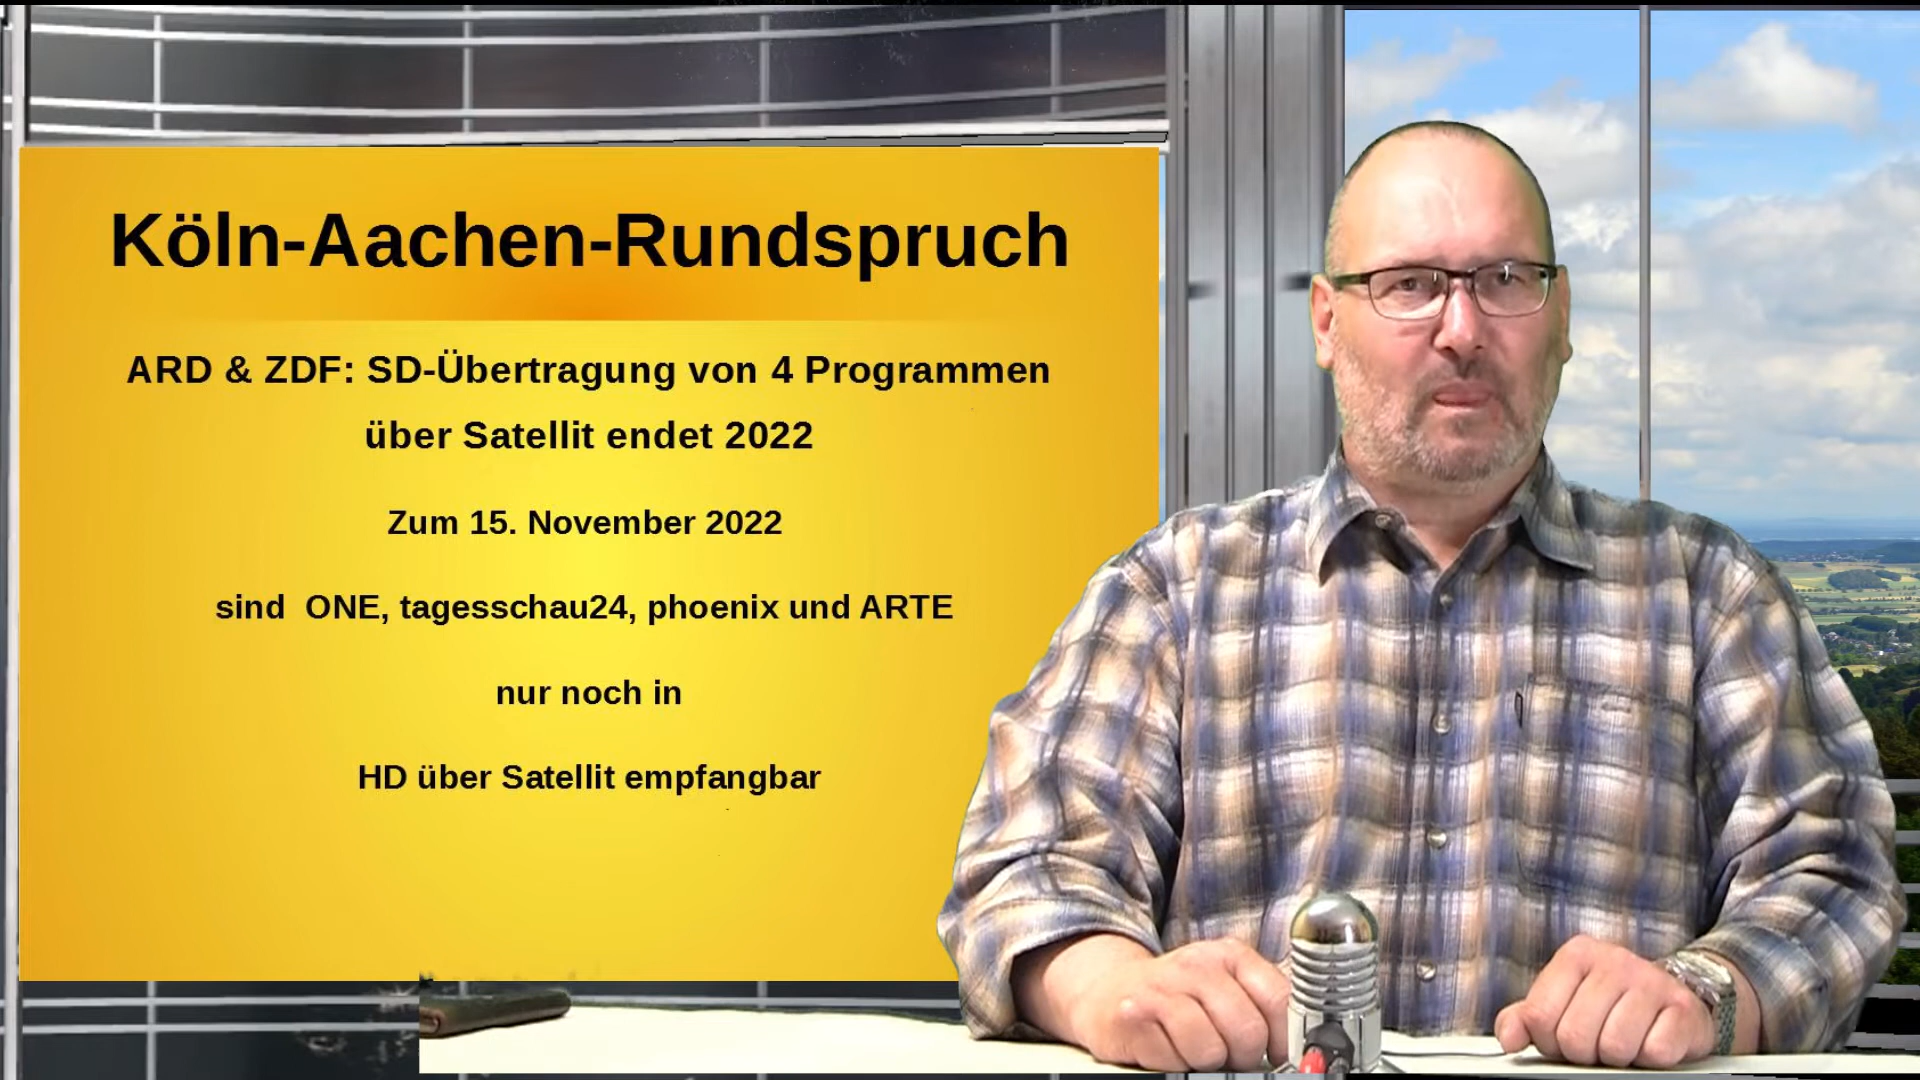 Köln-Aachen-Rundspruch
ARD & ZDF: SD-Übertragung von 4 Programmen
über Satellit endet 2022
Zum 15. November 2022
sind ONE, tagesschau24, phoenix und ARTE
nur noch in
HD über Satellit empfangbar